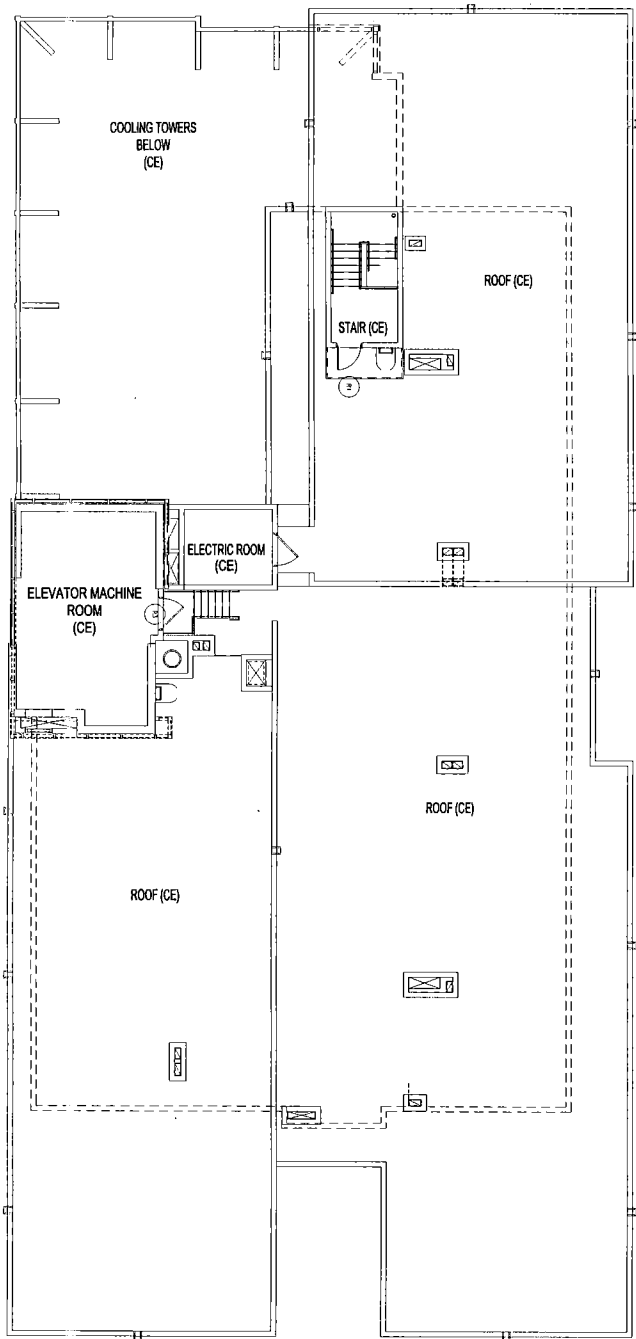 COOLING TOWERS
BELOW
(CE)
ROOF (CE)
STAIR (CE)
ELECTRIC ROOM
(CE)
ELEVATOR MACHINE
ROOM
(CE)
ROOF (CE)
ROOF (CE)